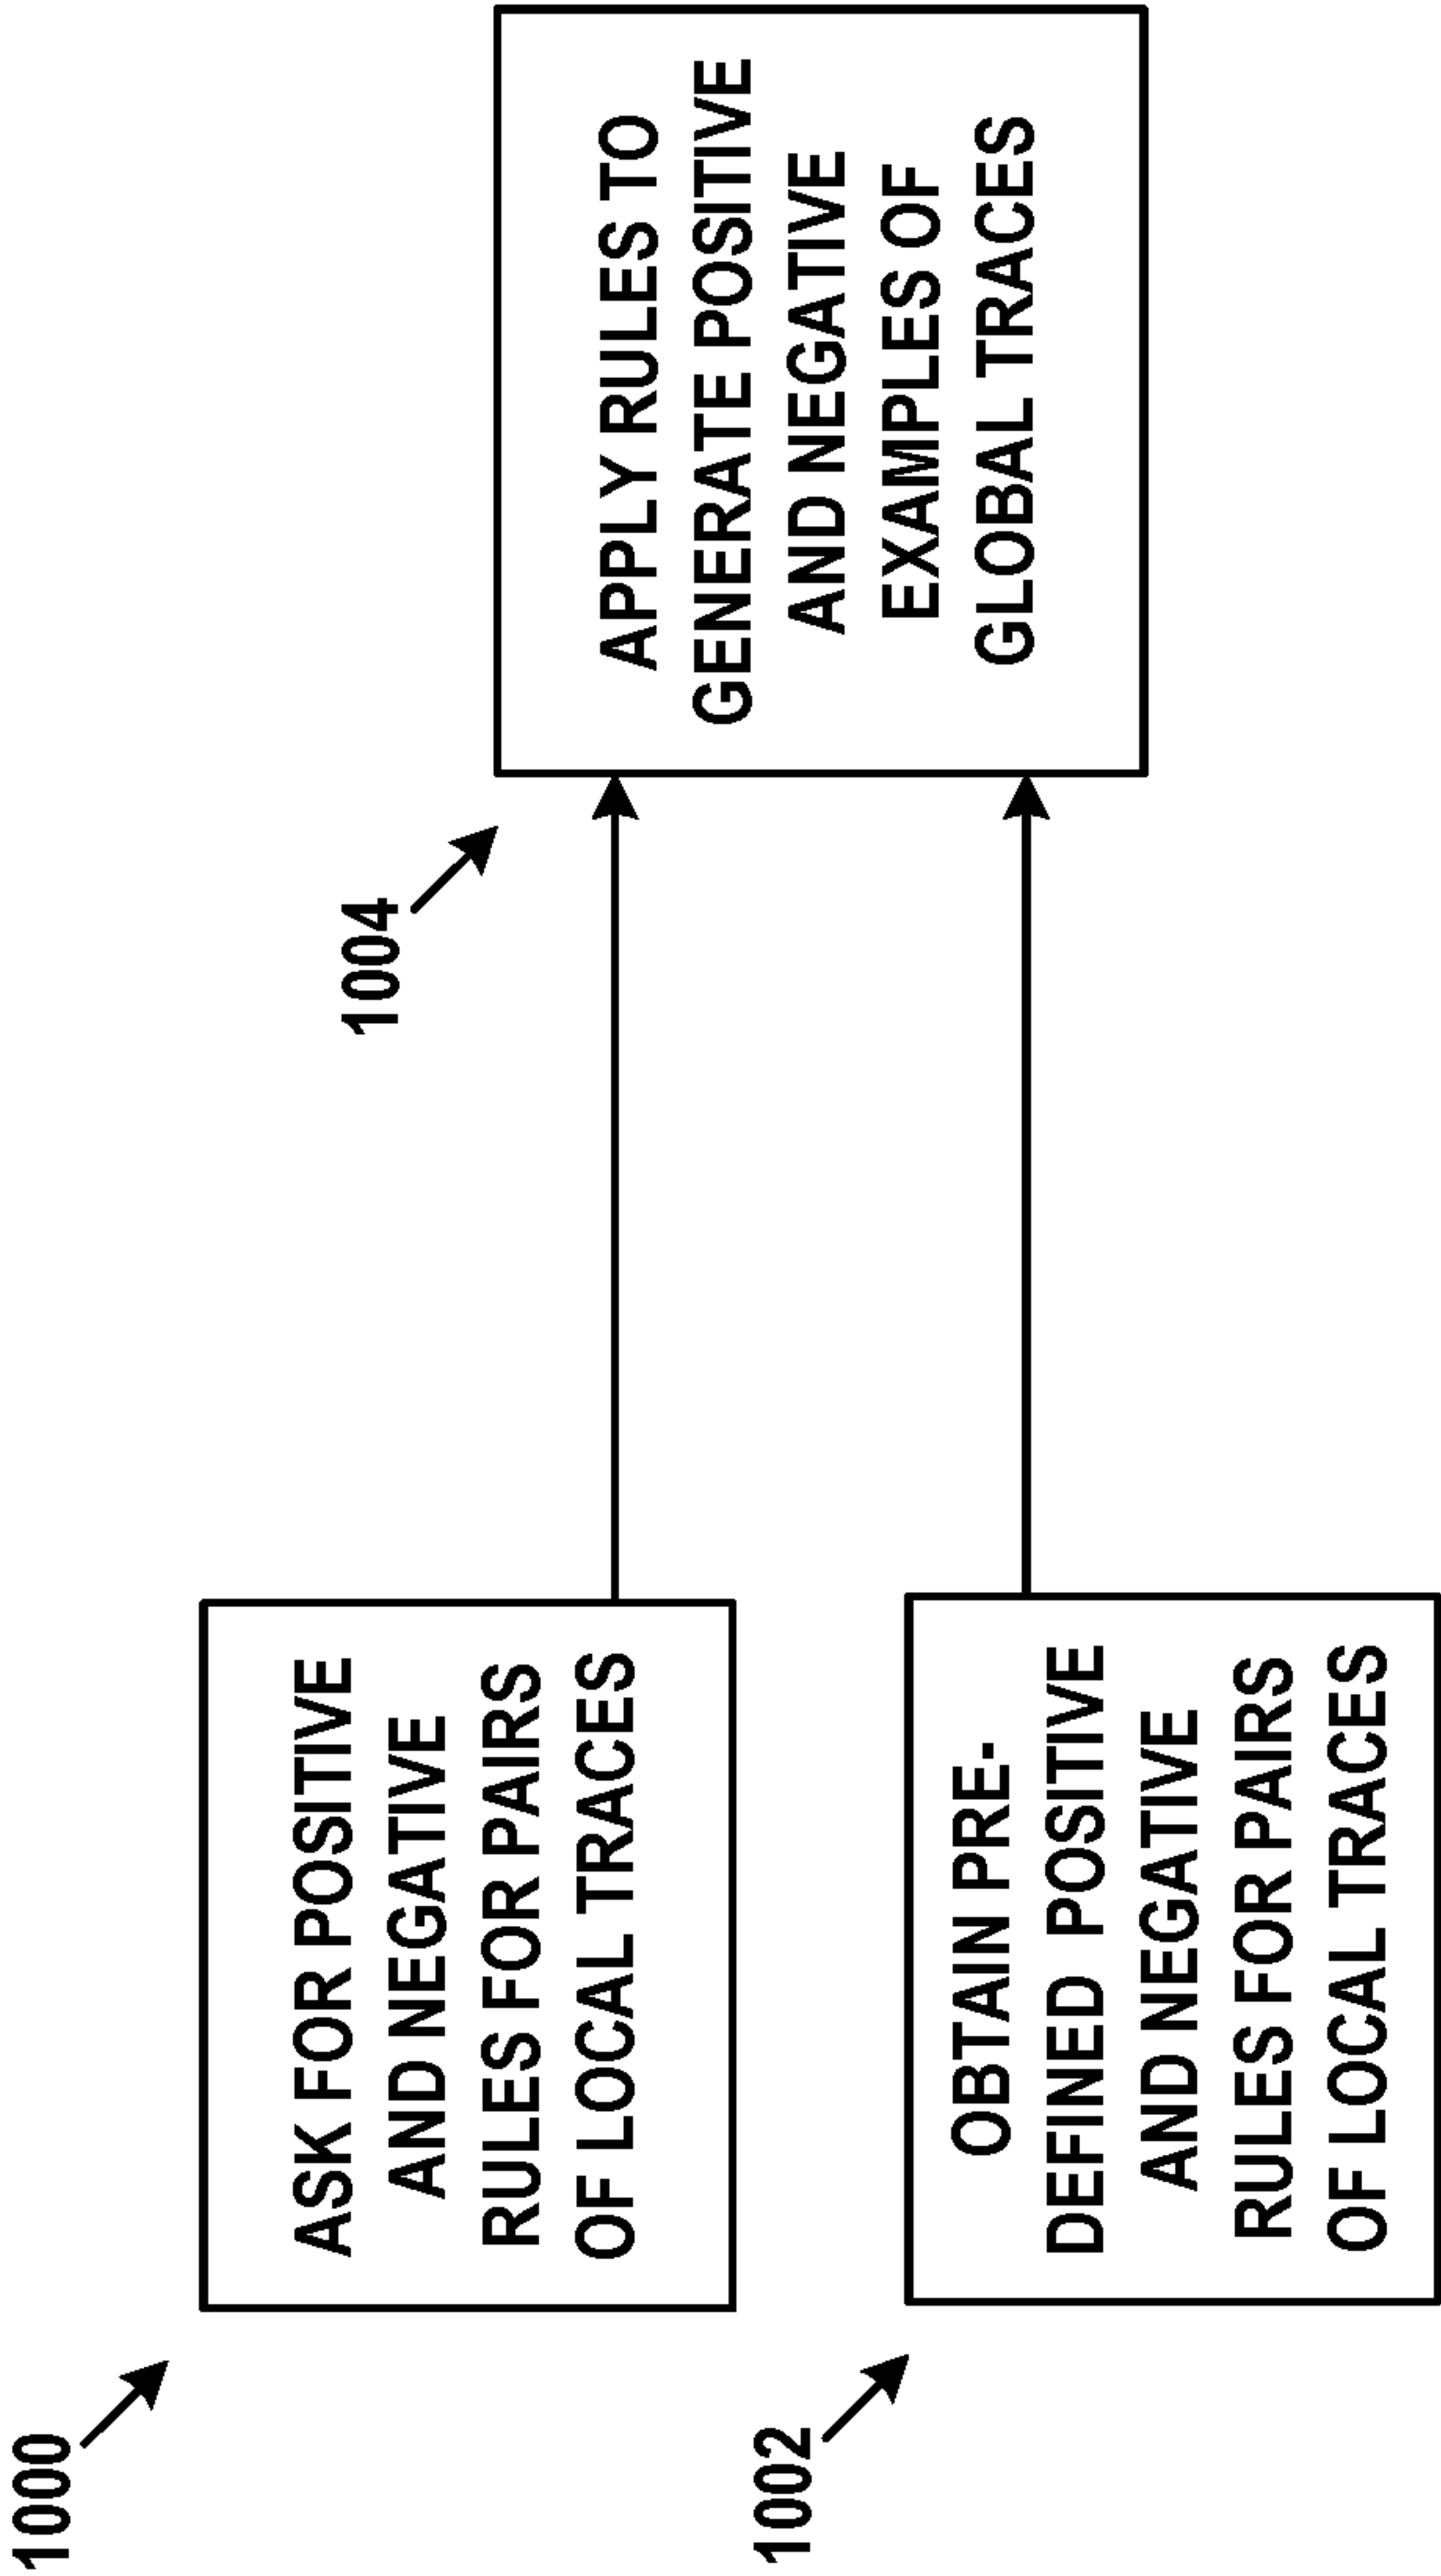 1000
ASK FOR POSITIVE
AND NEGATIVE
RULES FOR PAIRS
OF LOCAL TRACES
1002
OBTAIN PRE-
DEFINED POSITIVE
AND NEGATIVE
RULES FOR PAIRS
OF LOCAL TRACES
1004
APPLY RULES TO
GENERATE POSITIVE
AND NEGATIVE
EXAMPLES OF
GLOBAL TRACES